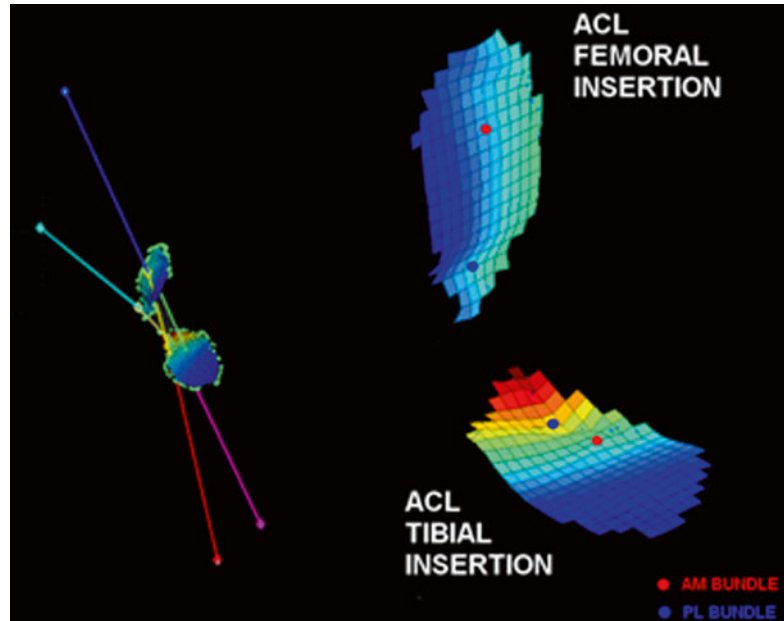 ACL
FEMORAL
INSERTION
ACL
TIBIAL
INSERTION
AM BUNDLE
PL BUNDLE